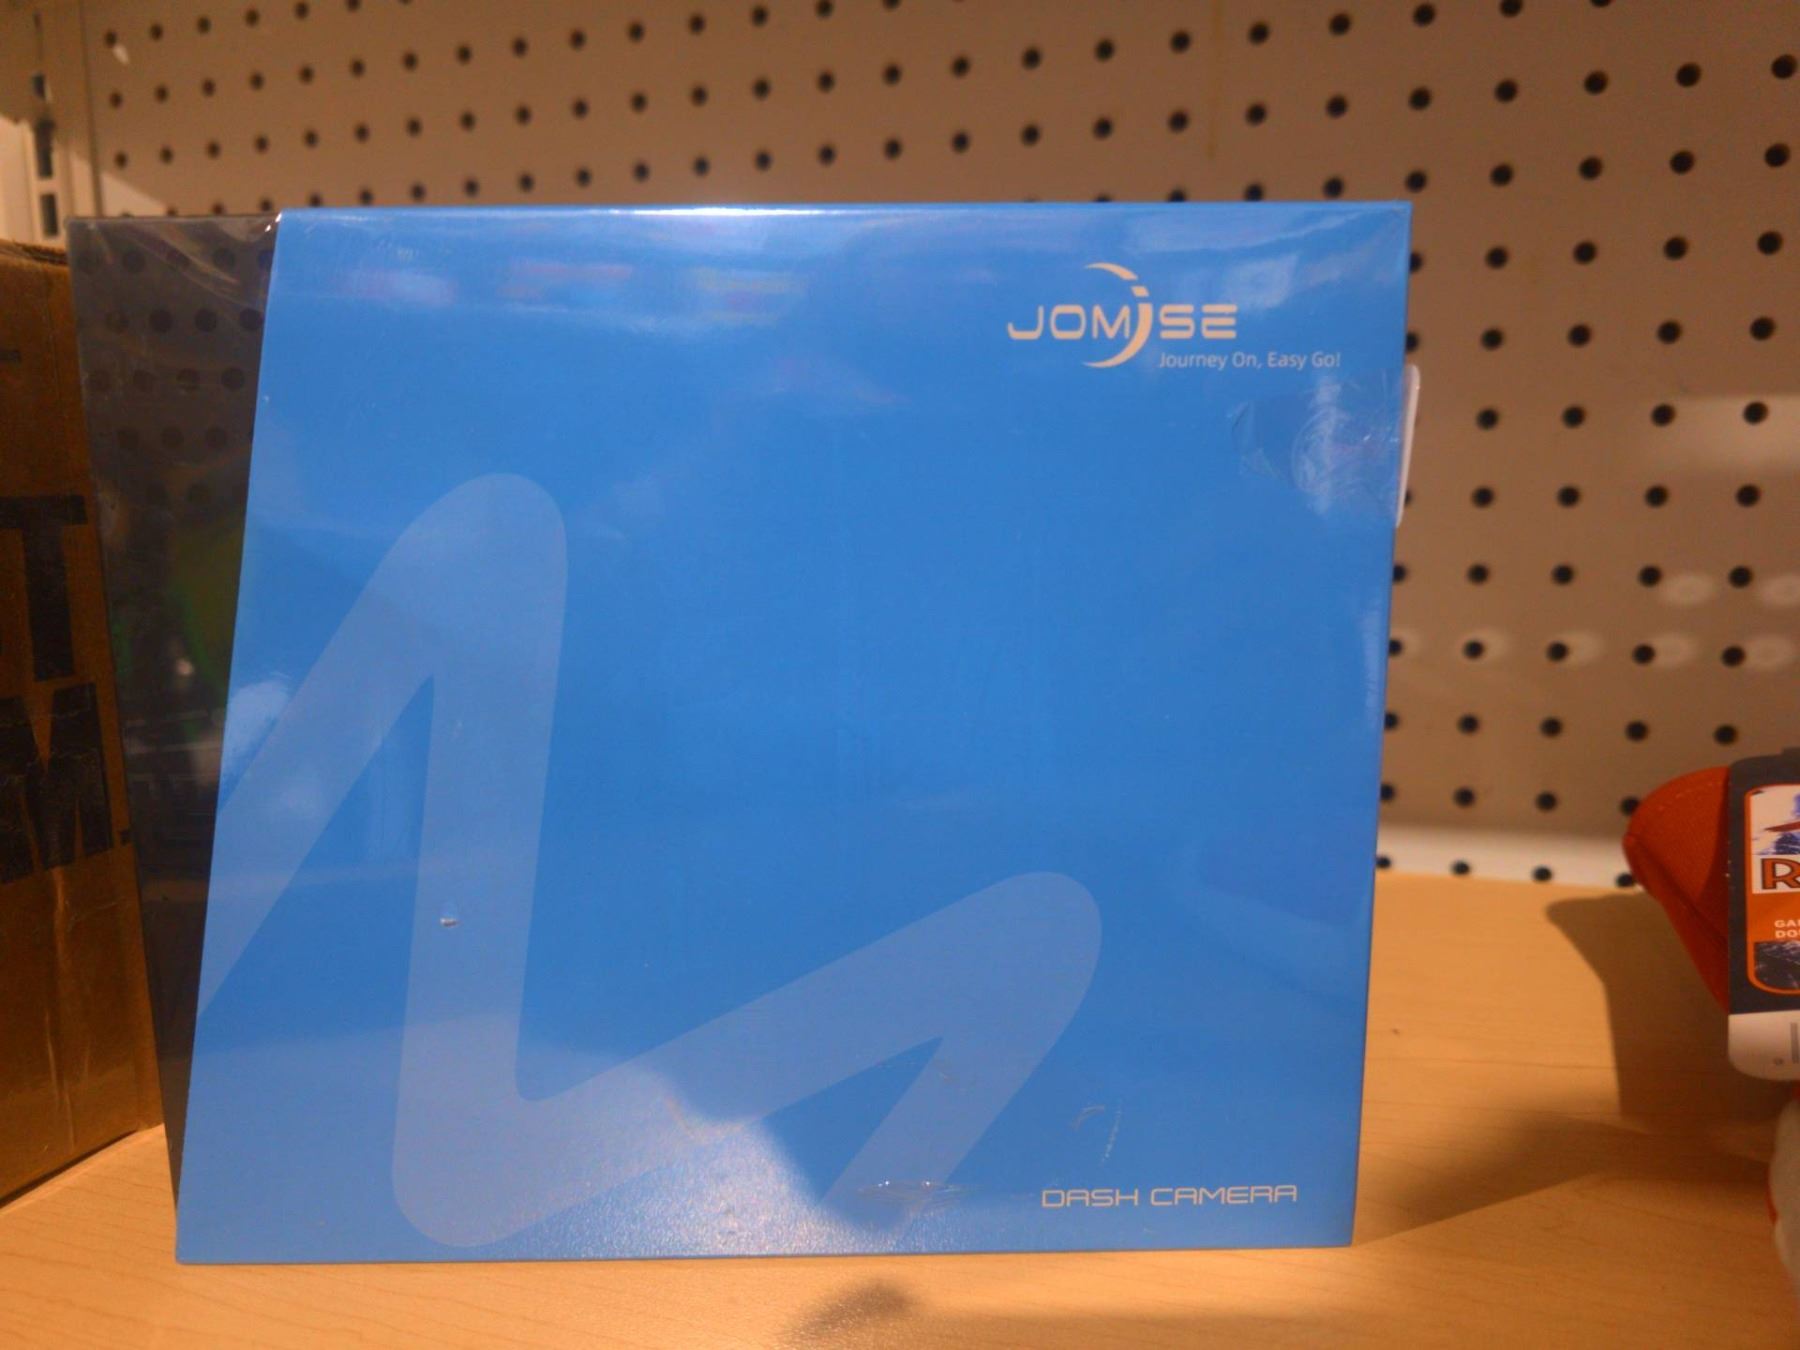 JOMISE
Journey On, Easy Go!
DASH CAMERA